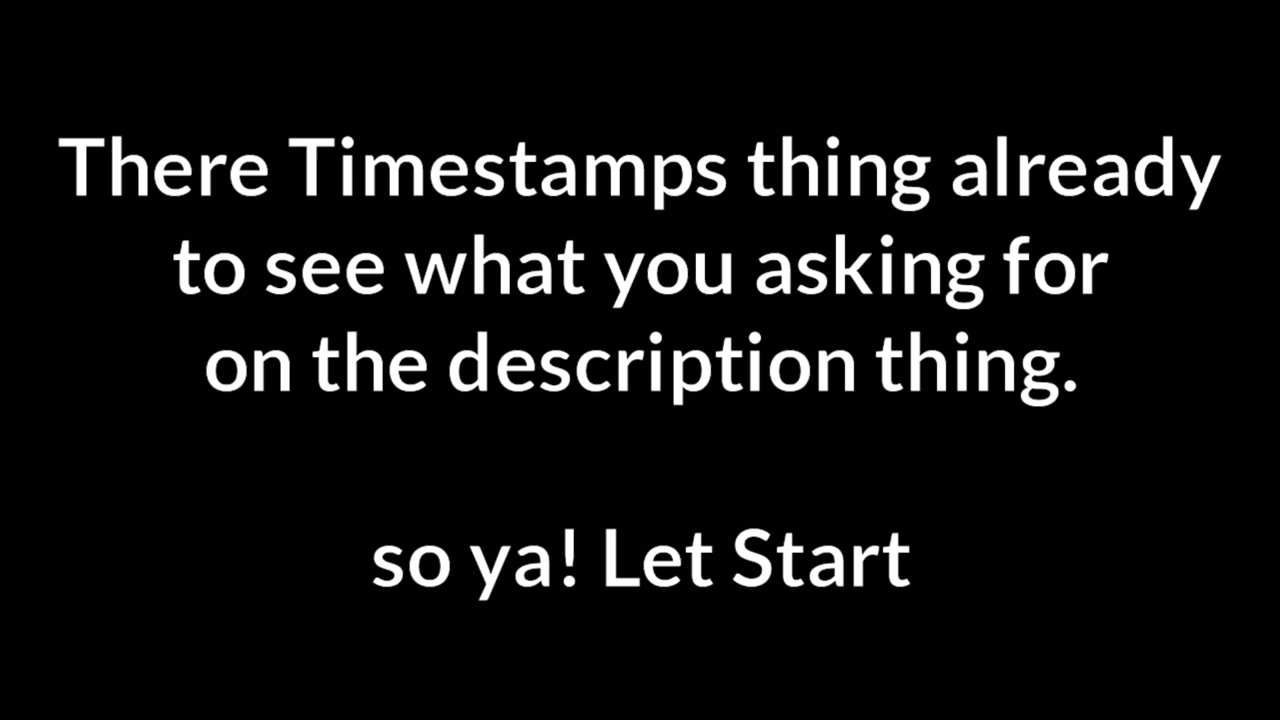 There Timestamps thing already
to see what you asking for
on the description thing.
so ya! Let Start